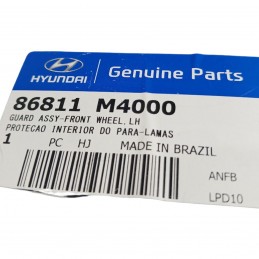 HYUNDAI Genuine Parts
86811 M4000
GUARD ASSY-FRONT WHEEL,LH
PROTECAO INTERIOR DO PARA-LAMAS
1 PC HJ MADE IN BRAZIL
ANFB
LPD10